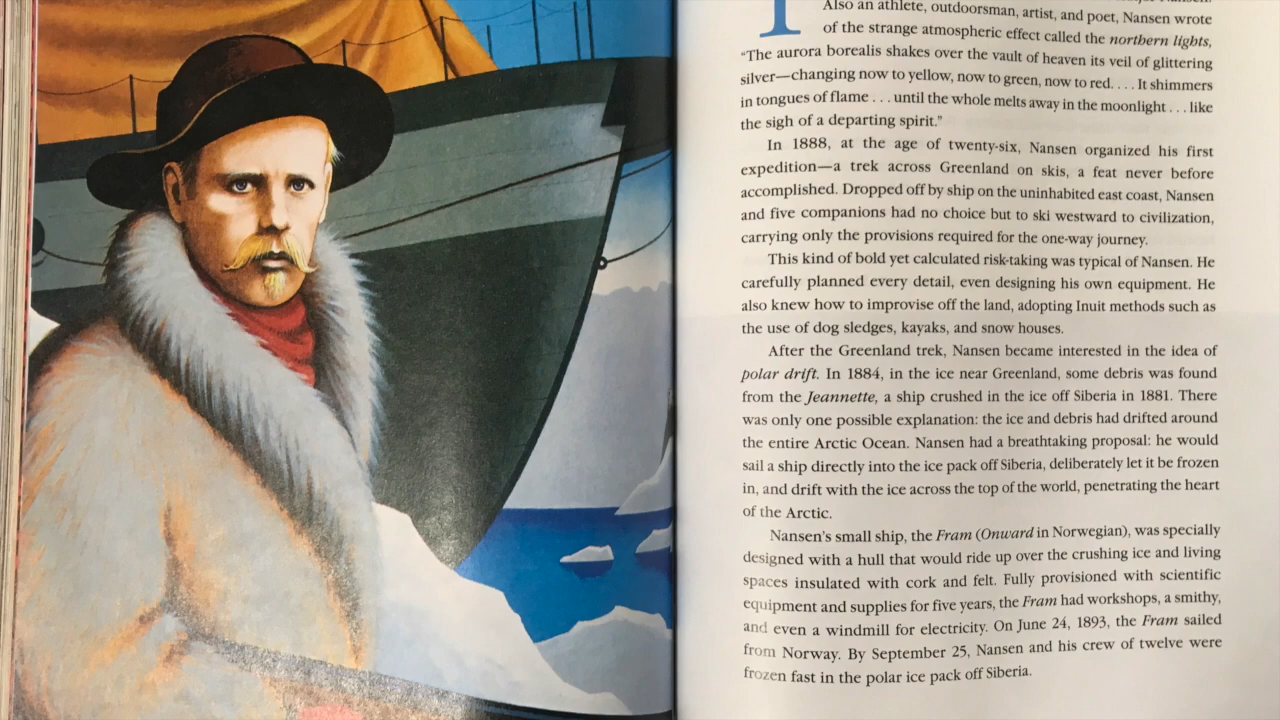 Also an athlete, outdoorsman, artist, and poet, Nansen wrote
of the strange atmospheric effect called the northern lights,
“The aurora borealis shakes over the vault of heaven its veil of glittering
silver—changing now to yellow, now to green, now to red. . . . It shimmers
in tongues of flame . . . until the whole melts away in the moonlight . . . like
the sigh of a departing spirit.”
In 1888, at the age of twenty-six, Nansen organized his first
expedition—a trek across Greenland on skis, a feat never before
accomplished. Dropped off by ship on the uninhabited east coast, Nansen
and five companions had no choice but to ski westward to civilization,
carrying only the provisions required for the one-way journey.
This kind of bold yet calculated risk-taking was typical of Nansen. He
carefully planned every detail, even designing his own equipment. He
also knew how to improvise off the land, adopting Inuit methods such as
the use of dog sledges, kayaks, and snow houses.
After the Greenland trek, Nansen became interested in the idea of
polar drift. In 1884, in the ice near Greenland, some debris was found
from the Jeannette, a ship crushed in the ice off Siberia in 1881. There
was only one possible explanation: the ice and debris had drifted around
the entire Arctic Ocean. Nansen had a breathtaking proposal: he would
sail a ship directly into the ice pack off Siberia, deliberately let it be frozen
in, and drift with the ice across the top of the world, penetrating the heart
of the Arctic.
Nansen’s small ship, the Fram (Onward in Norwegian), was specially
designed with a hull that would ride up over the crushing ice and living
spaces insulated with cork and felt. Fully provisioned with scientific
equipment and supplies for five years, the Fram had workshops, a smithy,
and even a windmill for electricity. On June 24, 1893, the Fram sailed
from Norway. By September 25, Nansen and his crew of twelve were
frozen fast in the polar ice pack off Siberia.